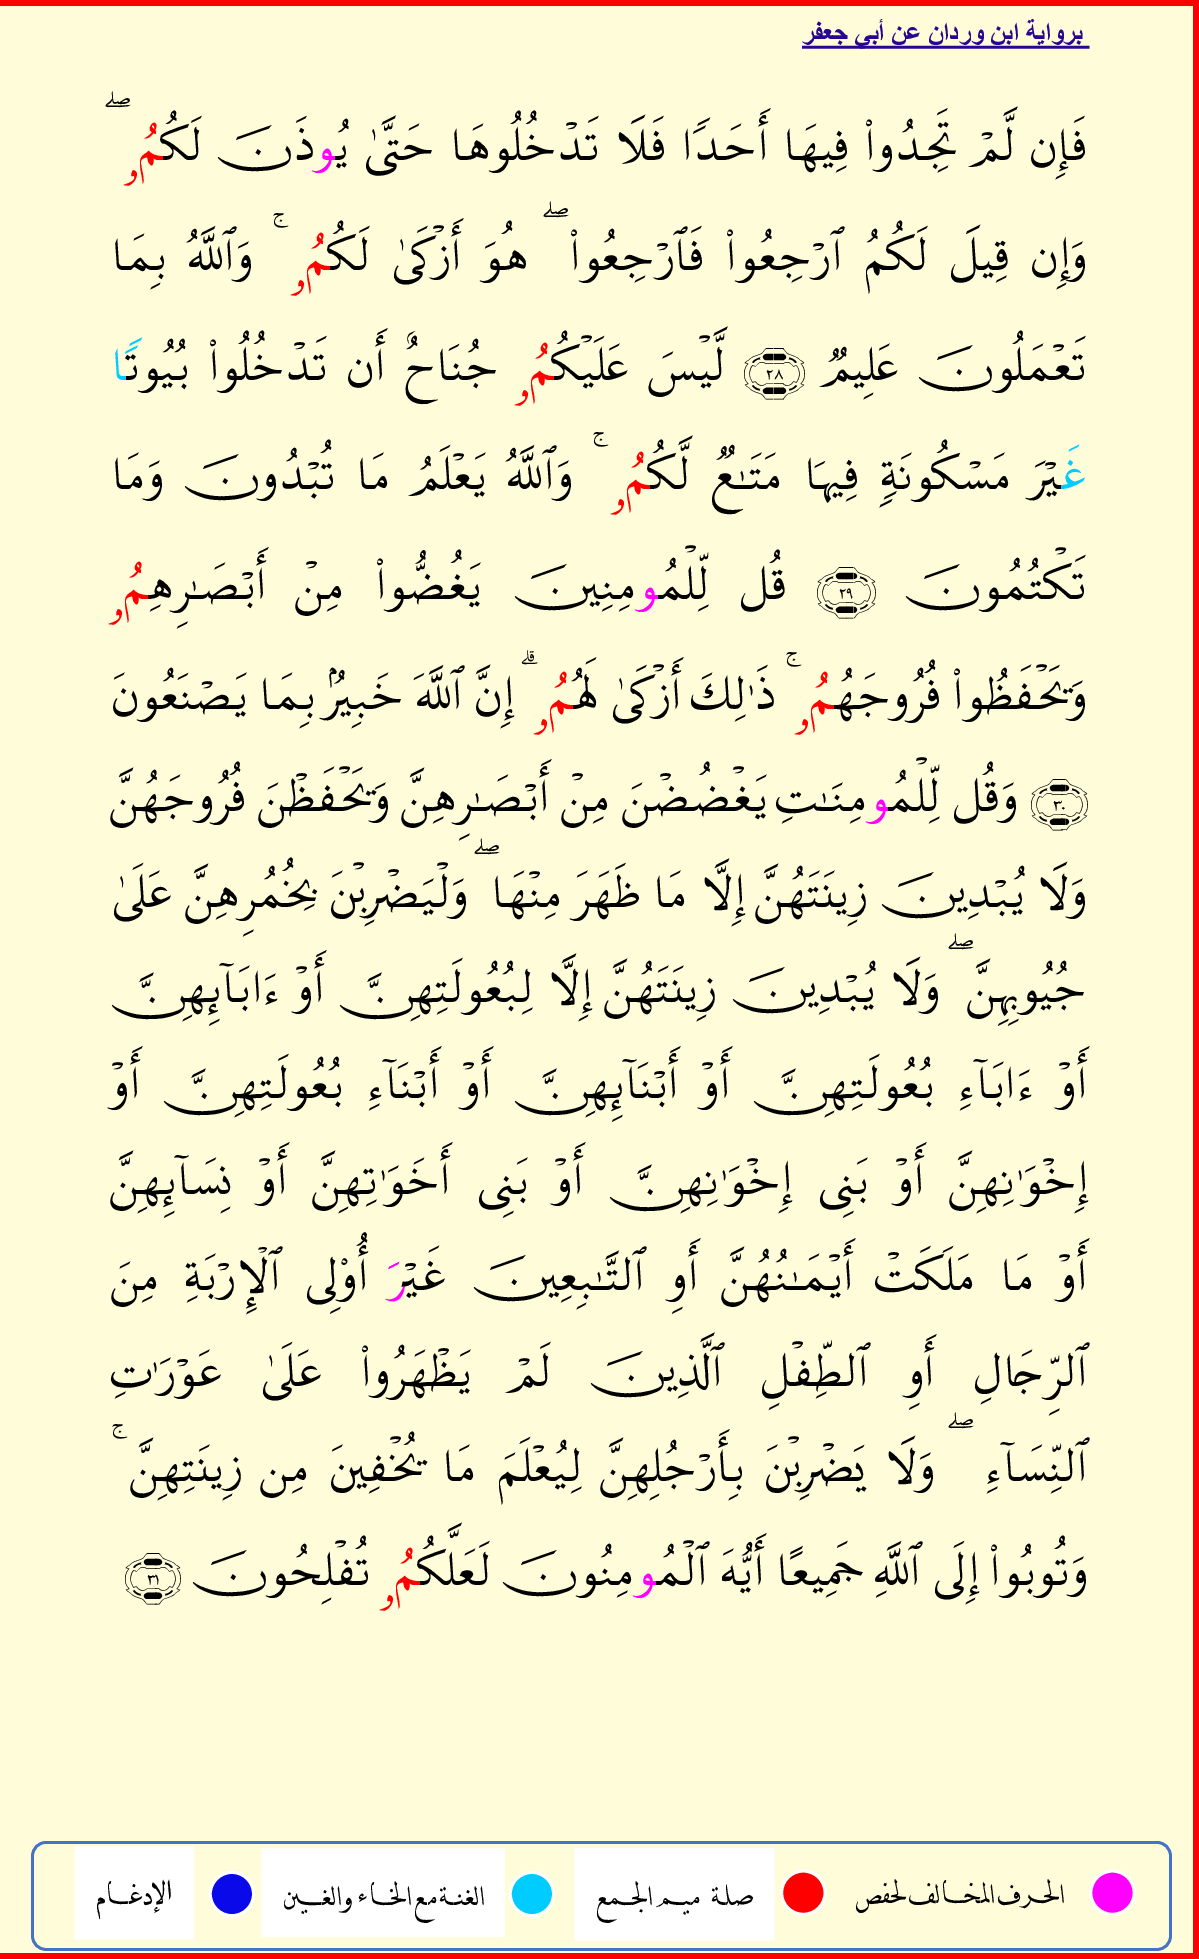 برواية ابن وردان عن أبي جعفر
فَإِن لَّمْ تَجِدُوا۟ فِيهَا أَحَدًا فَلَا تَدْخُلُوهَا حَتَّىٰ يُوذَنَ لَكُمُۥ ۖ
وَإِن قِيلَ لَكُمُ ٱرْجِعُوا۟ فَٱرْجِعُوا۟ ۖ هُوَ أَزْكَىٰ لَكُمُۥ ۚ وَٱللَّهُ بِمَا
تَعْمَلُونَ عَلِيمٌ ٢٨ لَّيْسَ عَلَيْكُمُۥ جُنَاحٌ أَن تَدْخُلُوا۟ بُيُوتًا
غَيْرَ مَسْكُونَةٍ فِيهَا مَتَـٰعٌ لَّكُمُۥ ۚ وَٱللَّهُ يَعْلَمُ مَا تُبْدُونَ وَمَا
تَكْتُمُونَ ٢٩ قُل لِّلْمُومِنِينَ يَغُضُّوا۟ مِنْ أَبْصَـٰرِهِمُۥ
وَيَحْفَظُوا۟ فُرُوجَهُمُۥ ۚ ذَٰلِكَ أَزْكَىٰ لَهُمُۥ ۗ إِنَّ ٱللَّهَ خَبِيرٌۢ بِمَا يَصْنَعُونَ
٣٠ وَقُل لِّلْمُومِنَـٰتِ يَغْضُضْنَ مِنْ أَبْصَـٰرِهِنَّ وَيَحْفَظْنَ فُرُوجَهُنَّ
وَلَا يُبْدِينَ زِينَتَهُنَّ إِلَّا مَا ظَهَرَ مِنْهَا ۖ وَلْيَضْرِبْنَ بِخُمُرِهِنَّ عَلَىٰ
جُيُوبِهِنَّ ۖ وَلَا يُبْدِينَ زِينَتَهُنَّ إِلَّا لِبُعُولَتِهِنَّ أَوْ ءَابَآئِهِنَّ
أَوْ ءَابَآءِ بُعُولَتِهِنَّ أَوْ أَبْنَآئِهِنَّ أَوْ أَبْنَآءِ بُعُولَتِهِنَّ أَوْ
إِخْوَٰنِهِنَّ أَوْ بَنِى إِخْوَٰنِهِنَّ أَوْ بَنِى أَخَوَٰتِهِنَّ أَوْ نِسَآئِهِنَّ
أَوْ مَا مَلَكَتْ أَيْمَـٰنُهُنَّ أَوِ ٱلتَّـٰبِعِينَ غَيْرَ أُو۟لِى ٱلْإِرْبَةِ مِنَ
ٱلرِّجَالِ أَوِ ٱلطِّفْلِ ٱلَّذِينَ لَمْ يَظْهَرُوا۟ عَلَىٰ عَوْرَٰتِ
ٱلنِّسَآءِ ۖ وَلَا يَضْرِبْنَ بِأَرْجُلِهِنَّ لِيُعْلَمَ مَا يُخْفِينَ مِن زِينَتِهِنَّ ۚ
وَتُوبُوا۟ إِلَى ٱللَّهِ جَمِيعًا أَيُّهَ ٱلْمُومِنُونَ لَعَلَّكُمُۥ تُفْلِحُونَ ٣١
الحرف المخالف لحفص صلة ميم الجمع الغنة مع الخاء والغين الإدغام